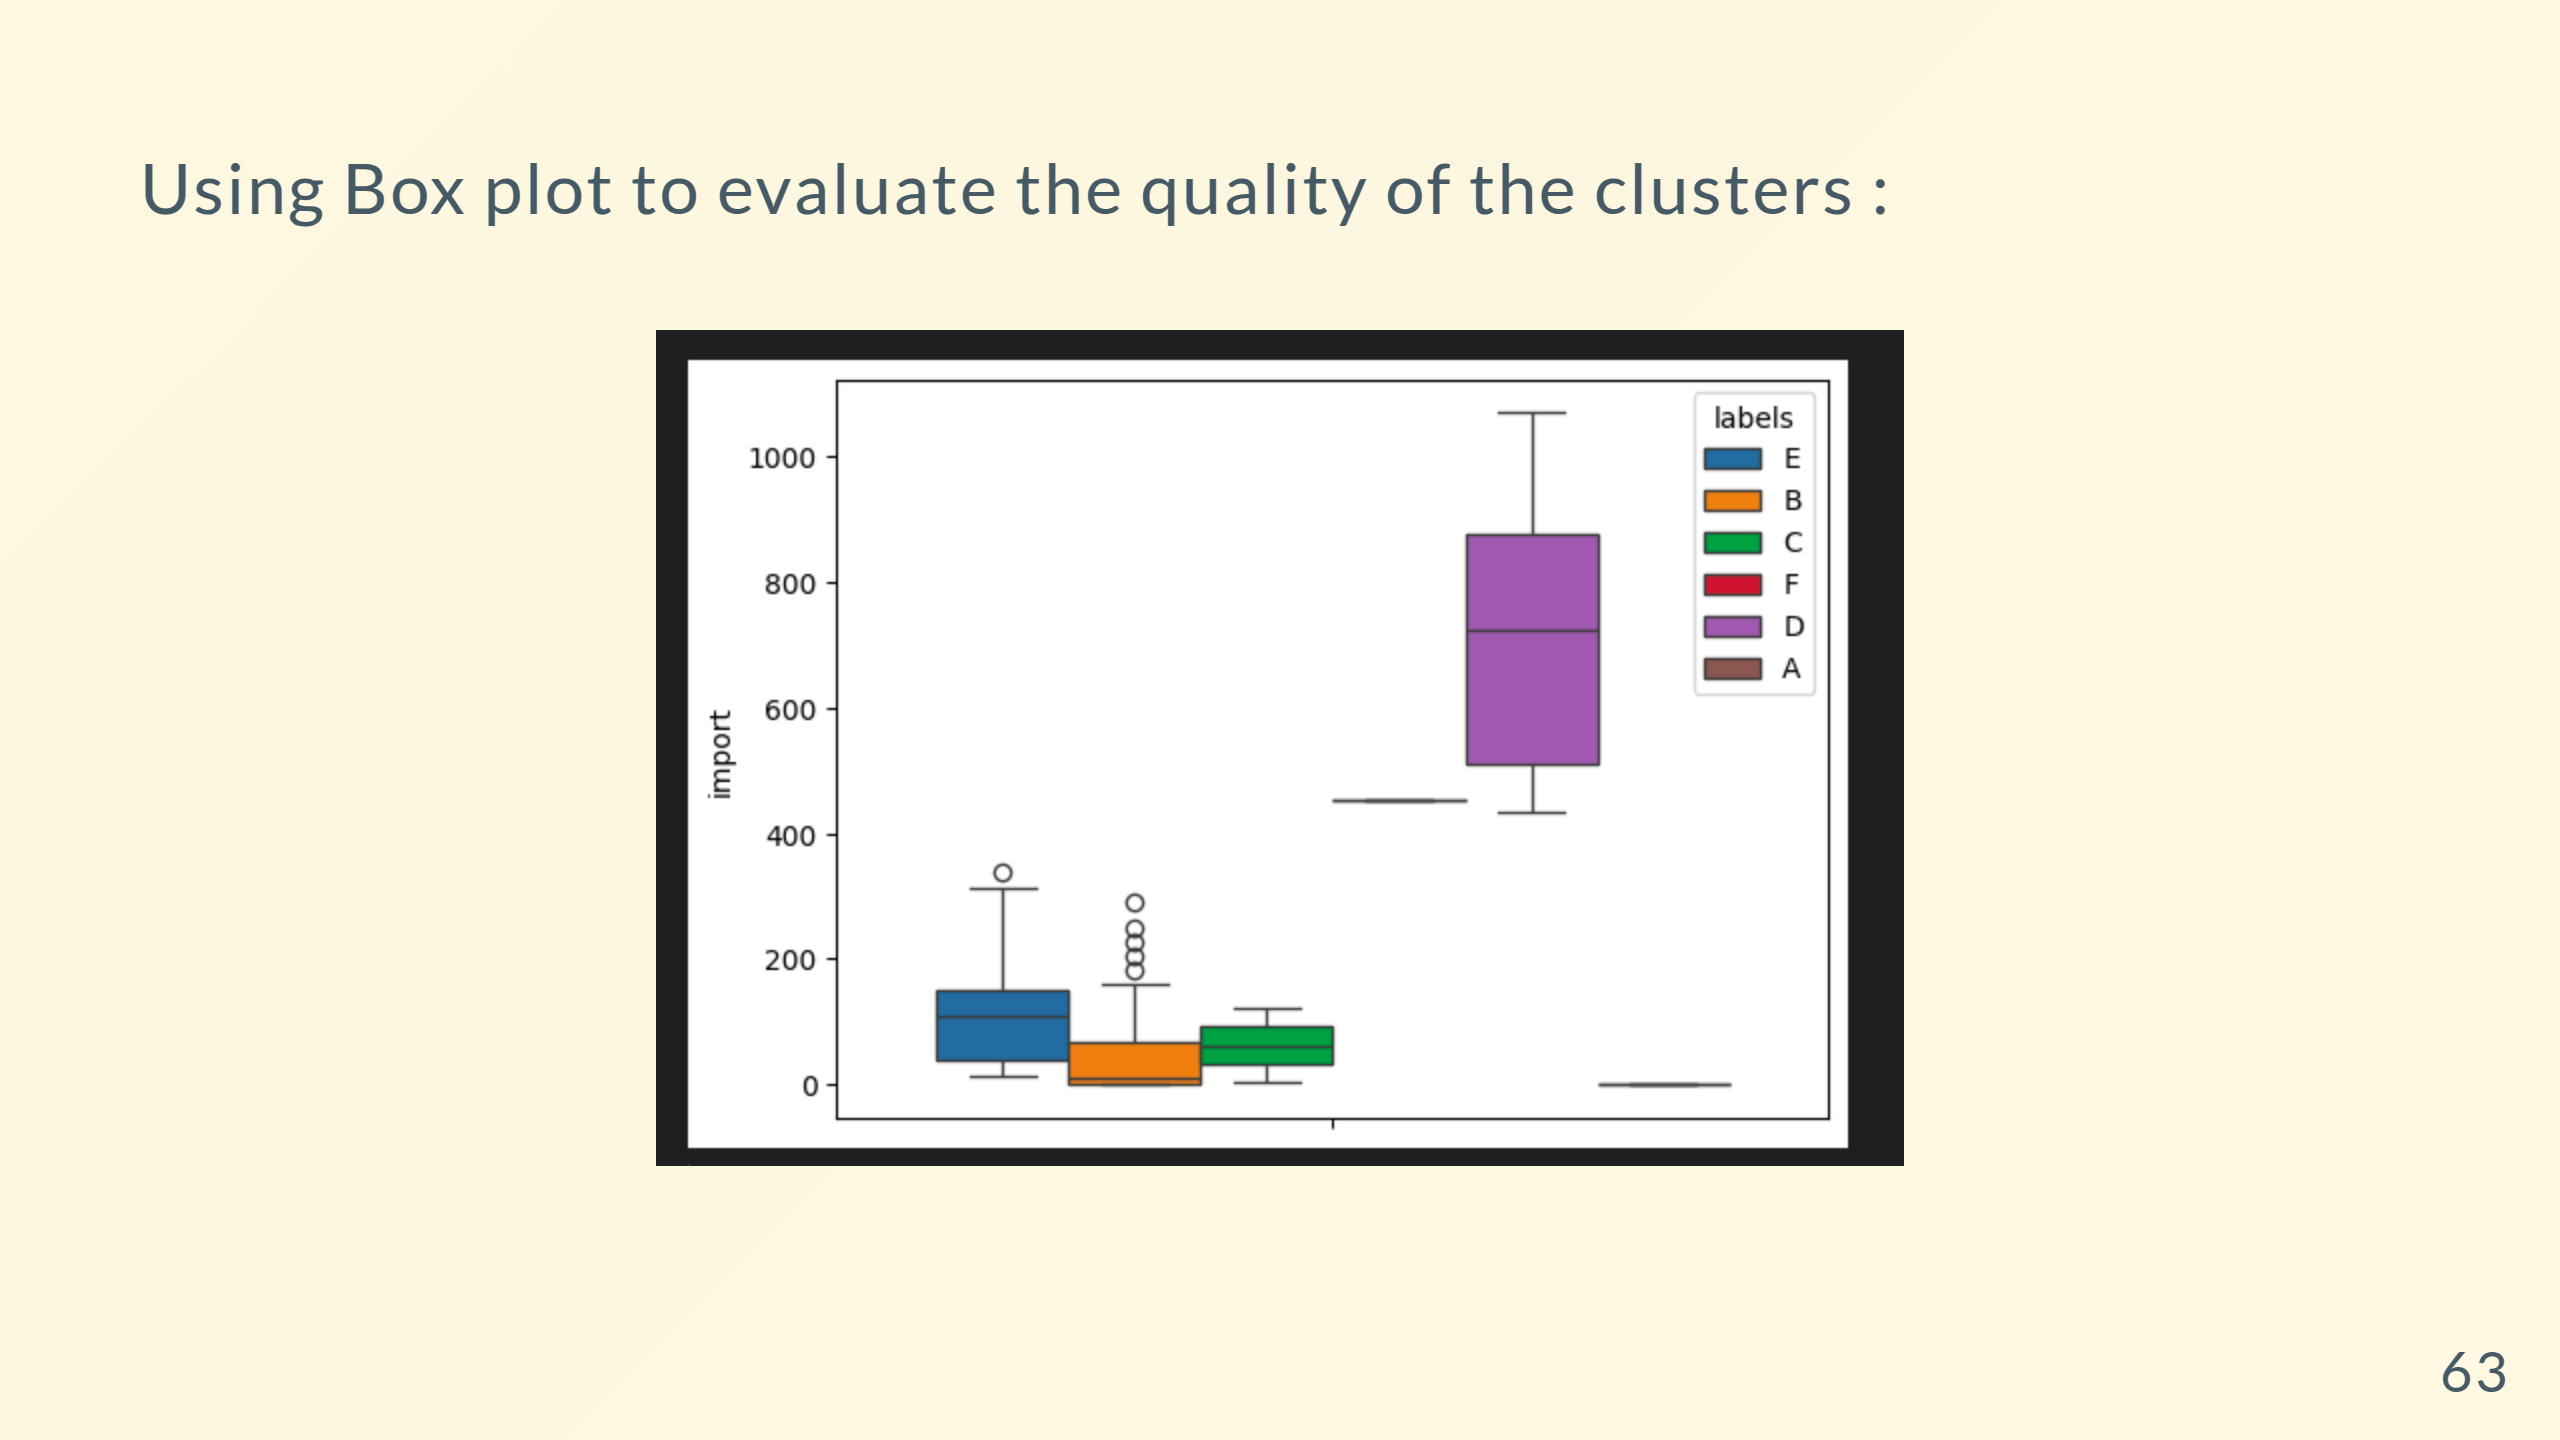 Using Box plot to evaluate the quality of the clusters :
labels
E
B
C
F
D
A
1000
800
600
400
200
0
import
63